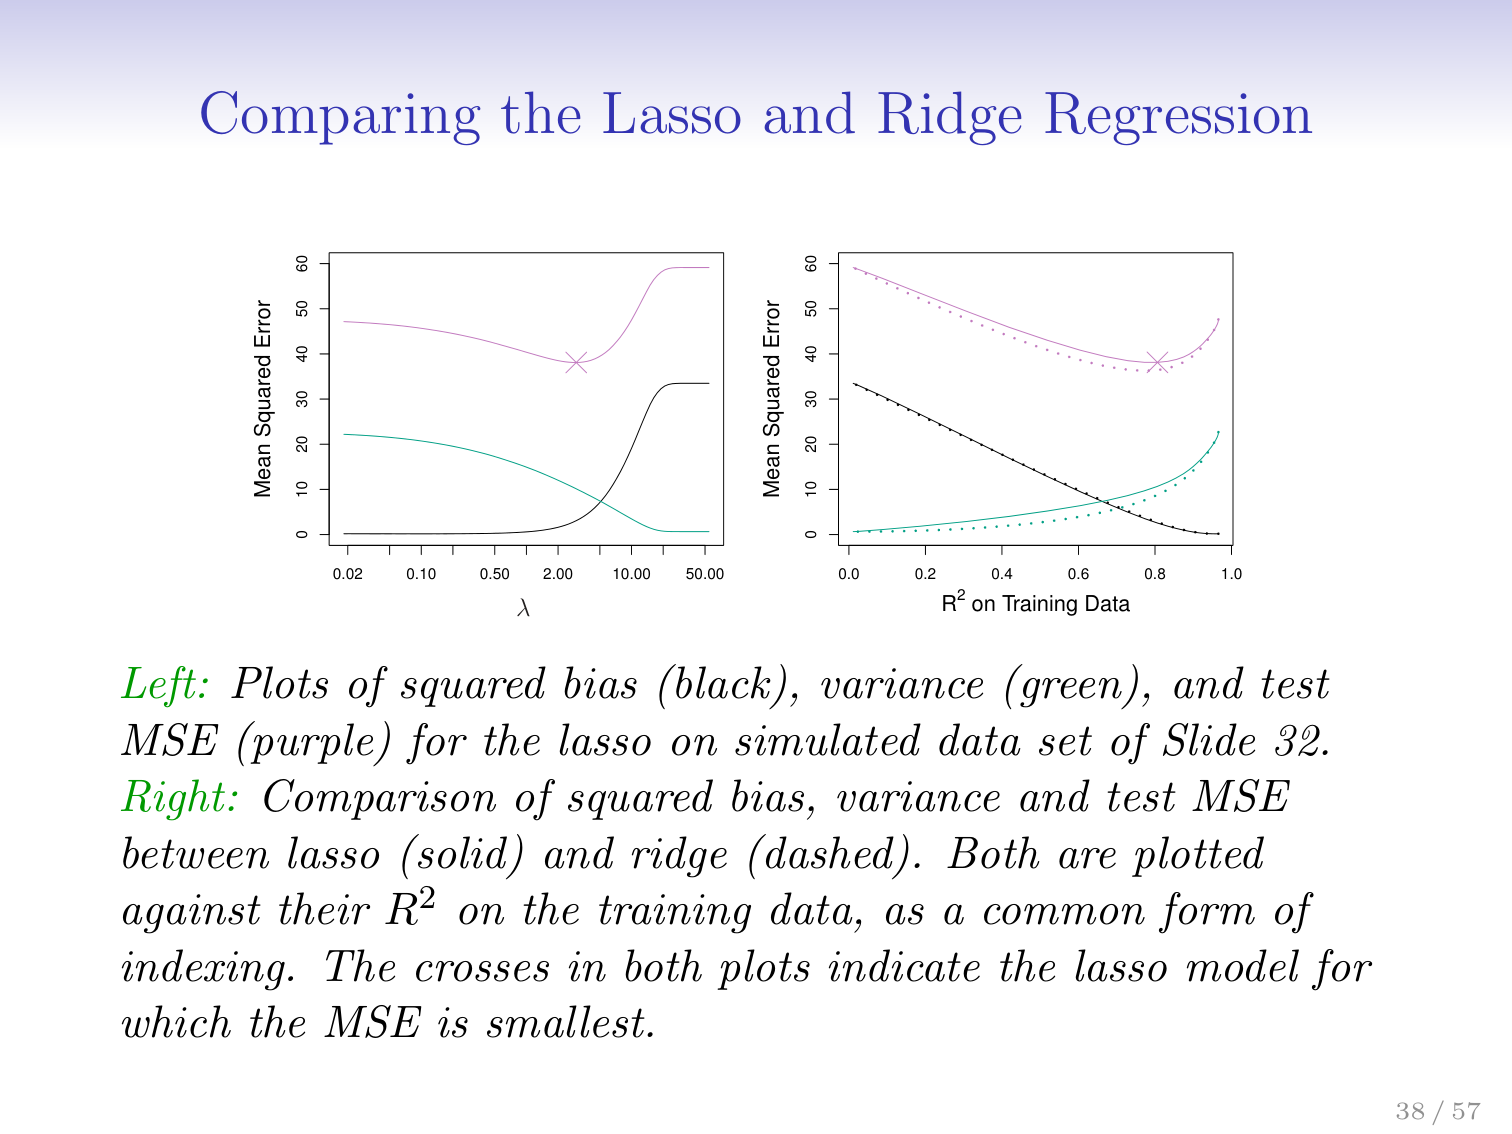 Comparing the Lasso and Ridge Regression
Mean Squared Error
0 10 20 30 40 50 60
0.02 0.10 0.50 2.00 10.00 50.00
λ
Mean Squared Error
0 10 20 30 40 50 60
0.0 0.2 0.4 0.6 0.8 1.0
R² on Training Data
Left: Plots of squared bias (black), variance (green), and test
MSE (purple) for the lasso on simulated data set of Slide 32.
Right: Comparison of squared bias, variance and test MSE
between lasso (solid) and ridge (dashed). Both are plotted
against their R² on the training data, as a common form of
indexing. The crosses in both plots indicate the lasso model for
which the MSE is smallest.
38 / 57